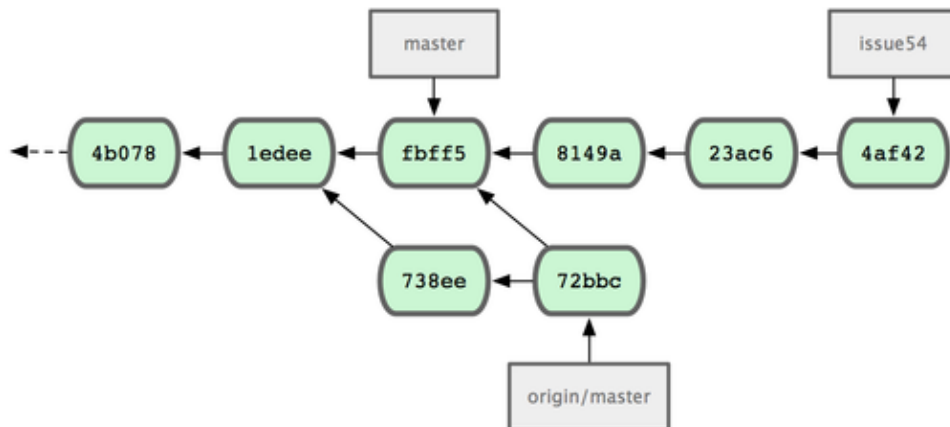 master
issue54
4b078
1edee
fbff5
8149a
23ac6
4af42
738ee
72bbc
origin/master